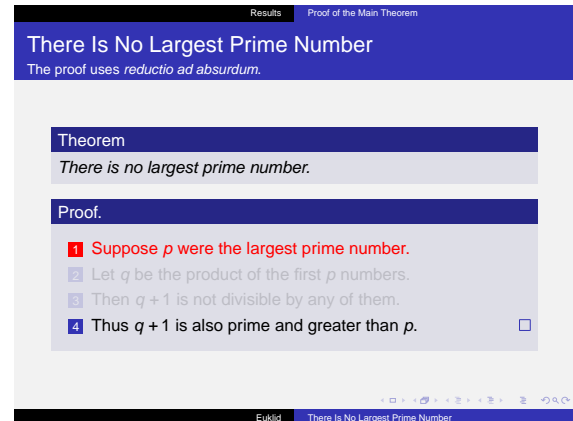 Results Proof of the Main Theorem
There Is No Largest Prime Number
The proof uses reductio ad absurdum.
Theorem
There is no largest prime number.
Proof.
1 Suppose p were the largest prime number.
2 Let q be the product of the first p numbers.
3 Then q + 1 is not divisible by any of them.
4 Thus q + 1 is also prime and greater than p.
Euklid There Is No Largest Prime Number